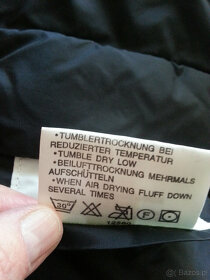 •TUMBLERTROCKNUNG BEI
REDUZIERTER TEMPERATUR
•TUMBLE DRY LOW
•BEILUFTTROCKNUNG MEHRMALS
AUFSCHÜTTELN
•WHEN AIR DRYING FLUFF DOWN
SEVERAL TIMES
30°
Bazos.pl